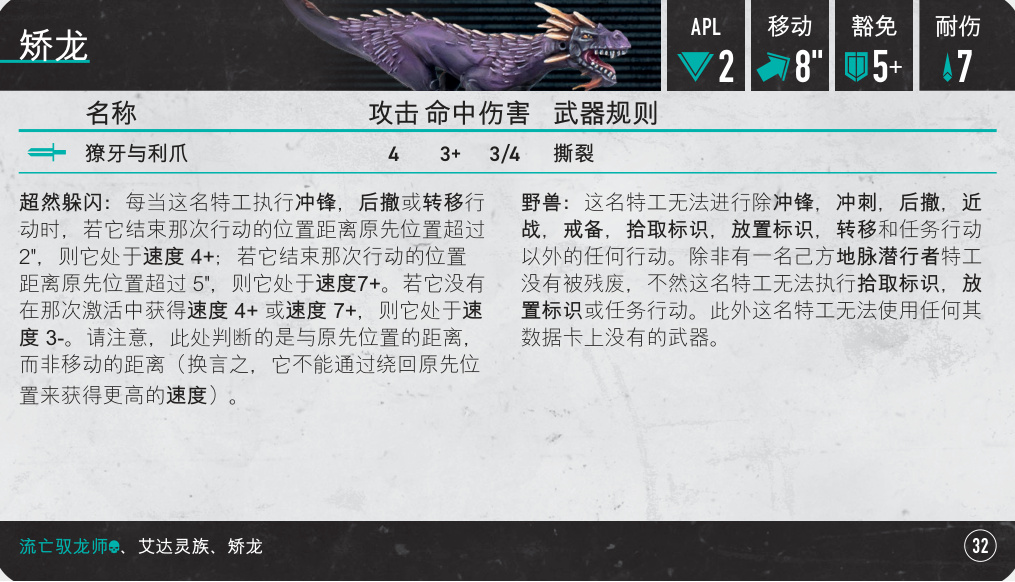 矫龙
APL 移动 豁免 耐伤
2 8" 5+ 7
名称 攻击 命中 伤害 武器规则
獠牙与利爪 4 3+ 3/4 撕裂
超然躲闪：每当这名特工执行冲锋，后撤或转移行
动时，若它结束那次行动的位置距离原先位置超过
2"，则它处于速度 4+；若它结束那次行动的位置
距离原先位置超过 5"，则它处于速度7+。若它没有
在那次激活中获得速度 4+ 或速度 7+，则它处于速
度 3-。请注意，此处判断的是与原先位置的距离，
而非移动的距离（换言之，它不能通过绕回原先位
置来获得更高的速度）。
野兽：这名特工无法进行除冲锋，冲刺，后撤，近
战，戒备，拾取标识，放置标识，转移和任务行动
以外的任何行动。除非有一名己方地脉潜行者特工
没有被残废，不然这名特工无法执行拾取标识，放
置标识或任务行动。此外这名特工无法使用任何其
数据卡上没有的武器。
流亡驭龙师、艾达灵族、矫龙
32